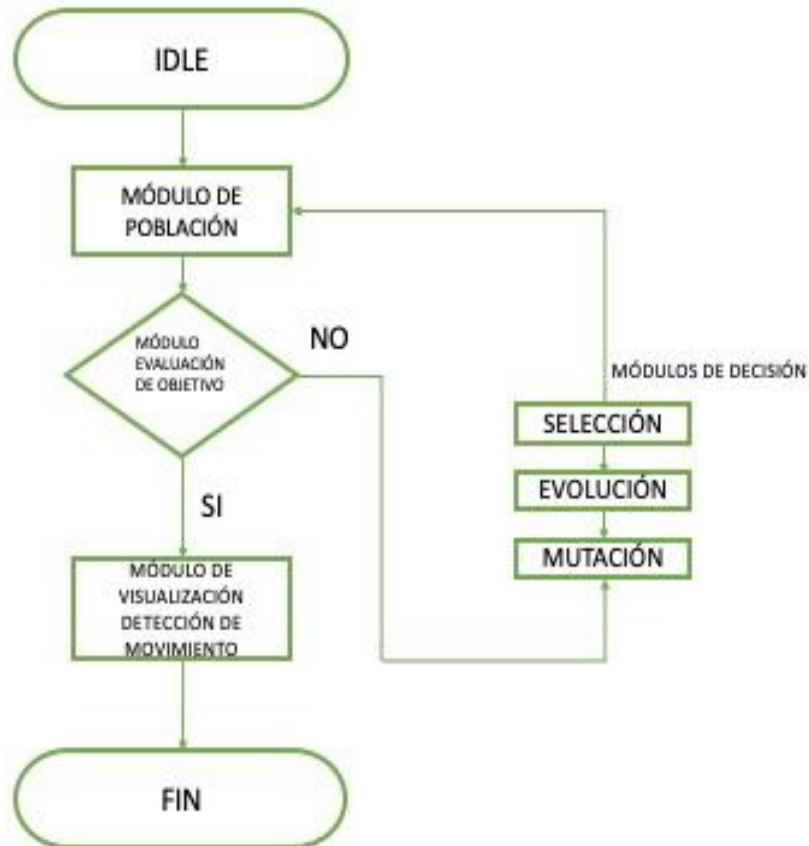 IDLE
MÓDULO DE
POBLACIÓN
MÓDULO
EVALUACIÓN
DE OBJETIVO
NO
MÓDULOS DE DECISIÓN
SELECCIÓN
EVOLUCIÓN
MUTACIÓN
SI
MÓDULO DE
VISUALIZACIÓN
DETECCIÓN DE
MOVIMIENTO
FIN